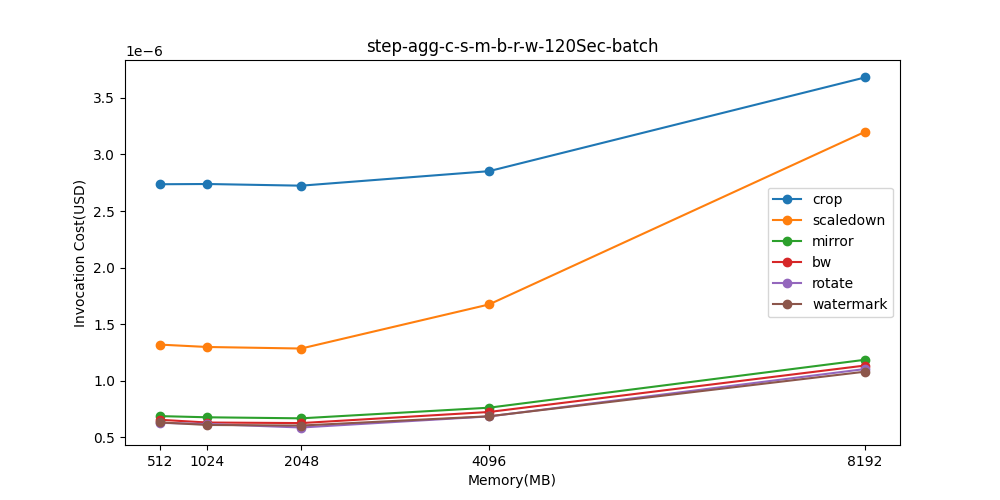 step-agg-c-s-m-b-r-w-120Sec-batch
1e−6
3.5
3.0
2.5
2.0
1.5
1.0
0.5
Invocation Cost(USD)
crop
scaledown
mirror
bw
rotate
watermark
512 1024 2048 4096 8192
Memory(MB)